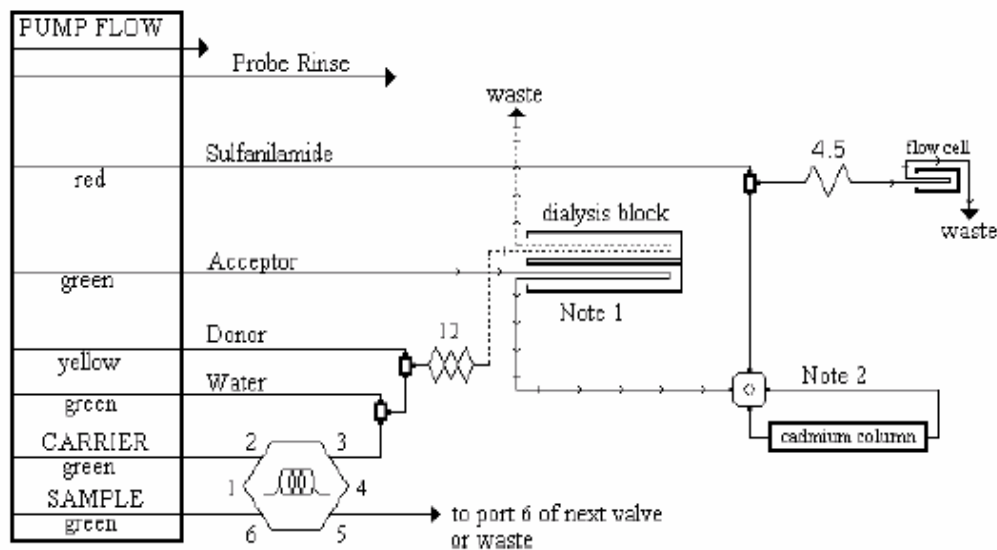 PUMP FLOW
Probe Rinse
waste
Sulfanilamide
red
4.5
flow cell
waste
dialysis block
Acceptor
green
Note 1
12
Donor
yellow
Water
green
Note 2
cadmium column
CARRIER
green
2 3
1 4
SAMPLE
green
6 5
to port 6 of next valve
or waste